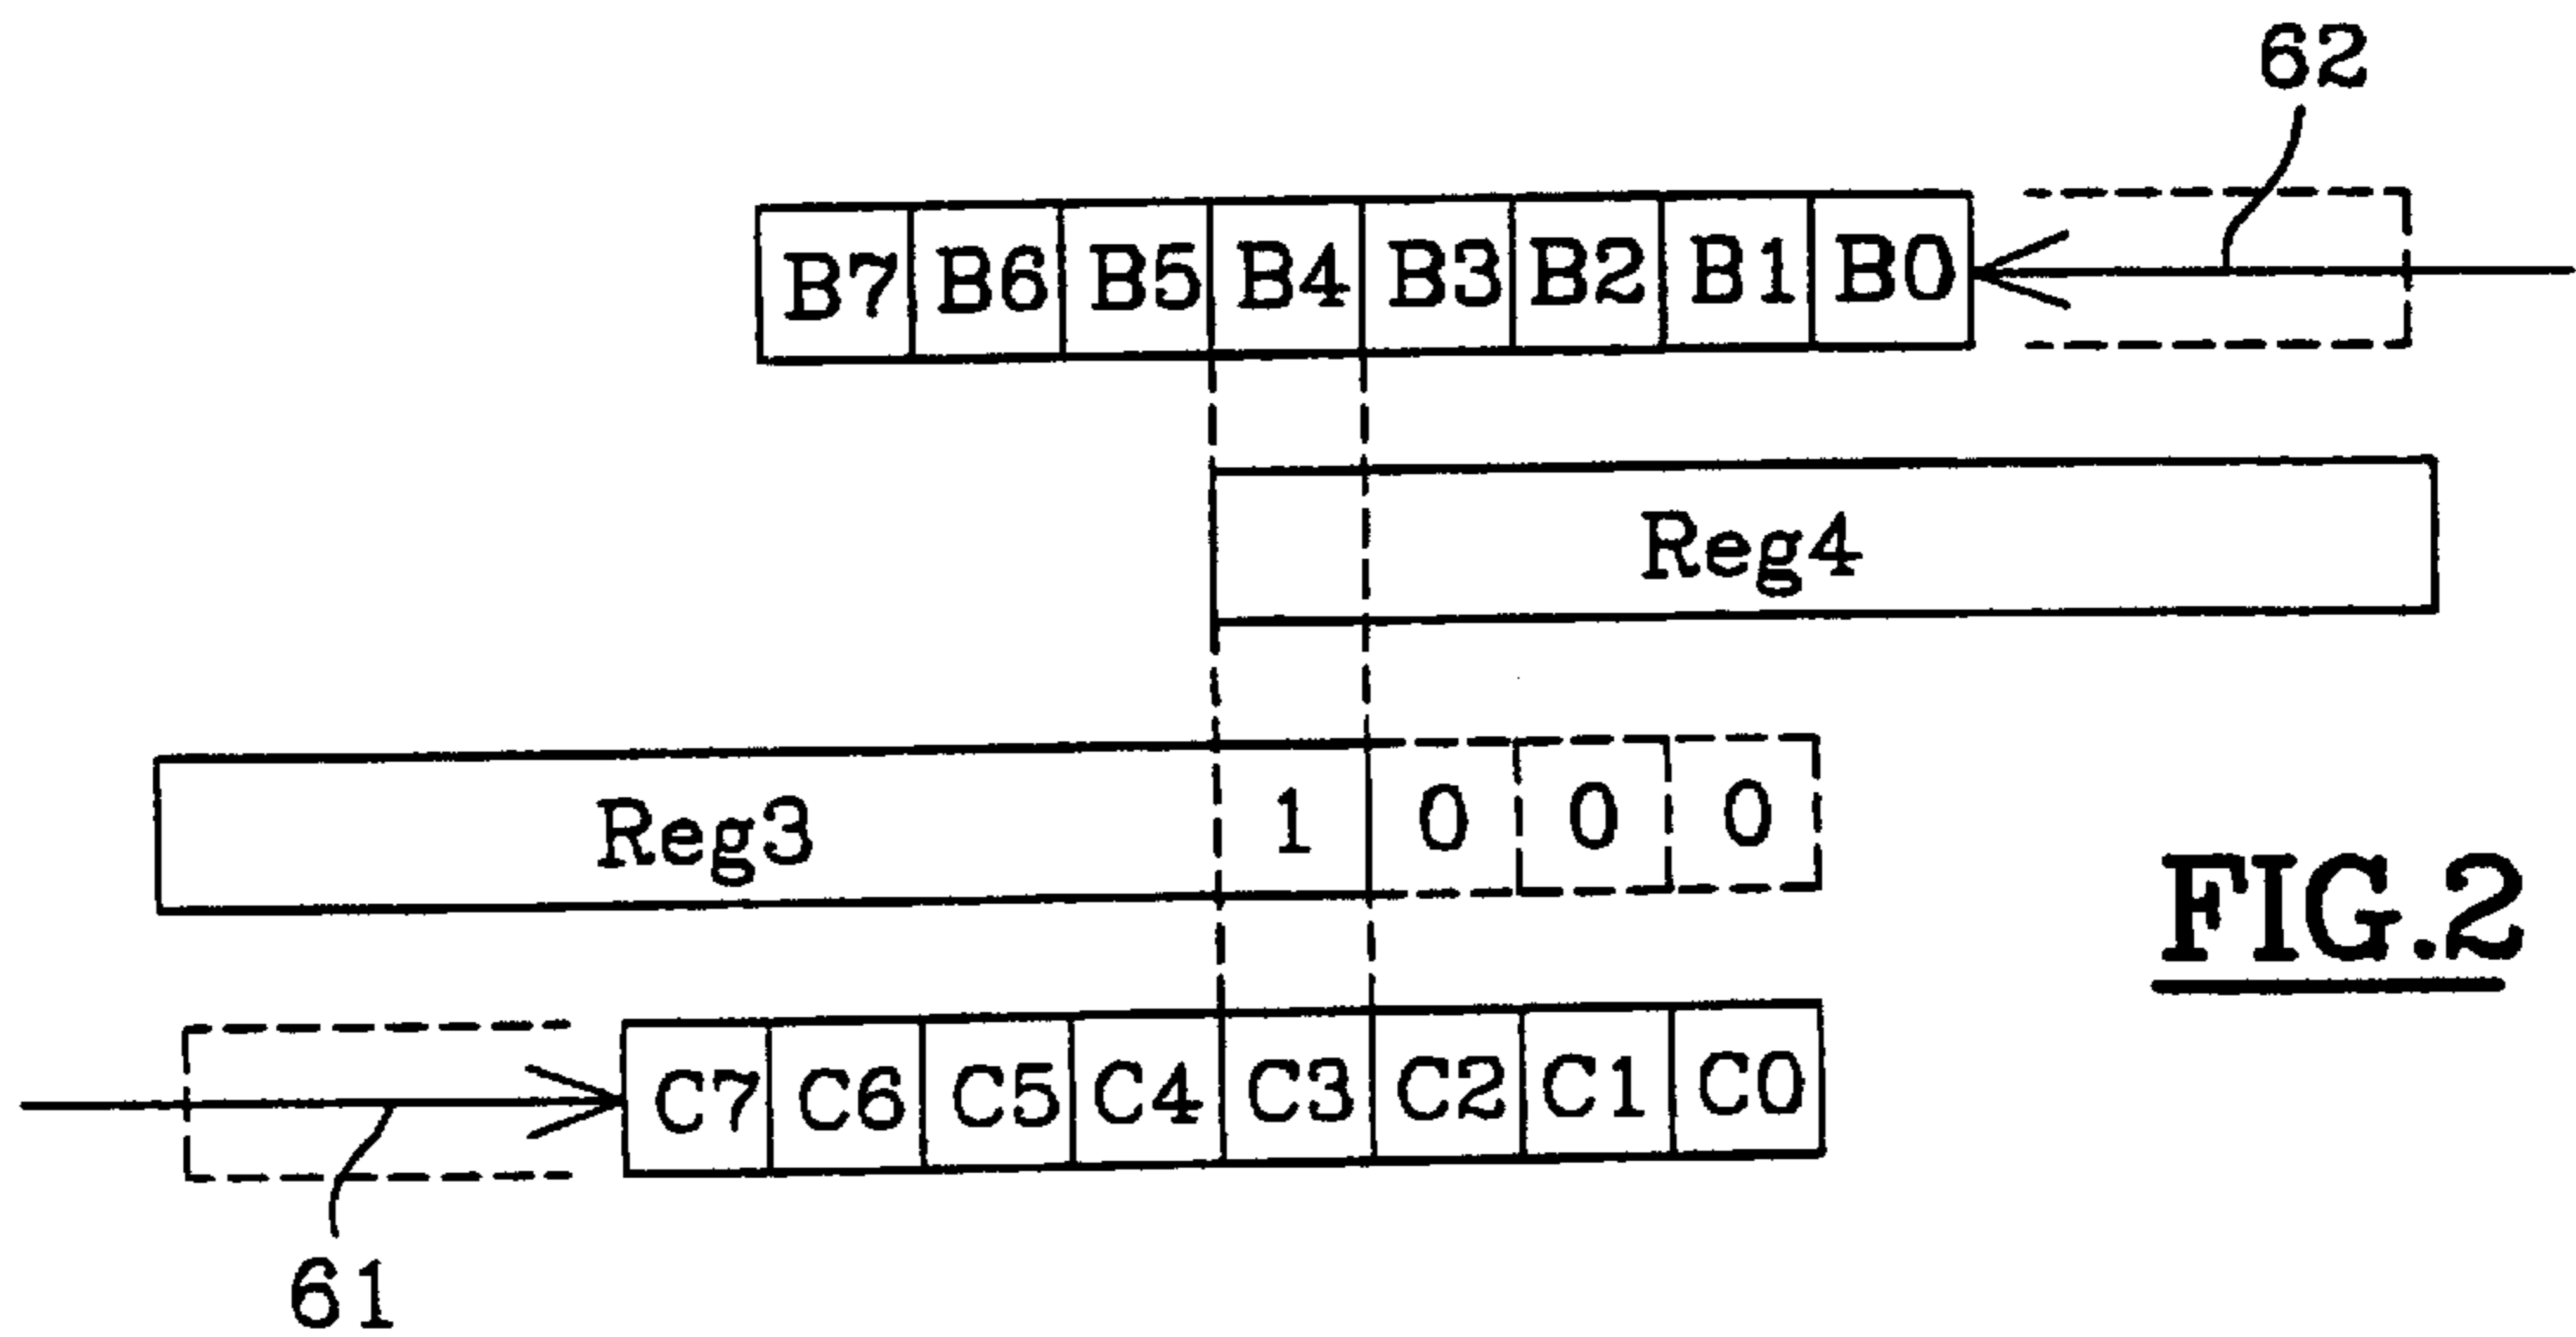 62
B7 B6 B5 B4 B3 B2 B1 B0
Reg4
Reg3 1 0 0 0
FIG.2
C7 C6 C5 C4 C3 C2 C1 C0
61